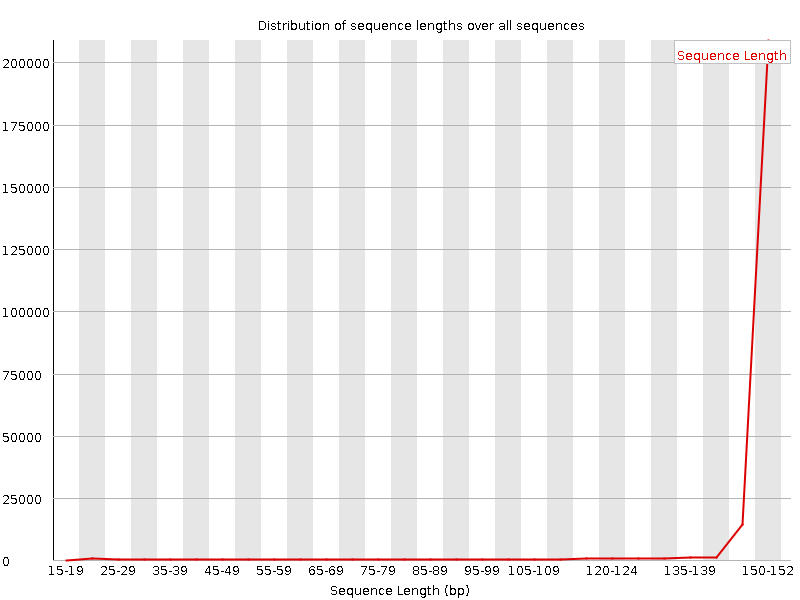 Distribution of sequence lengths over all sequences
Sequence Length
200000
175000
150000
125000
100000
75000
50000
25000
0
15-19 25-29 35-39 45-49 55-59 65-69 75-79 85-89 95-99 105-109 120-124 135-139 150-152
Sequence Length (bp)